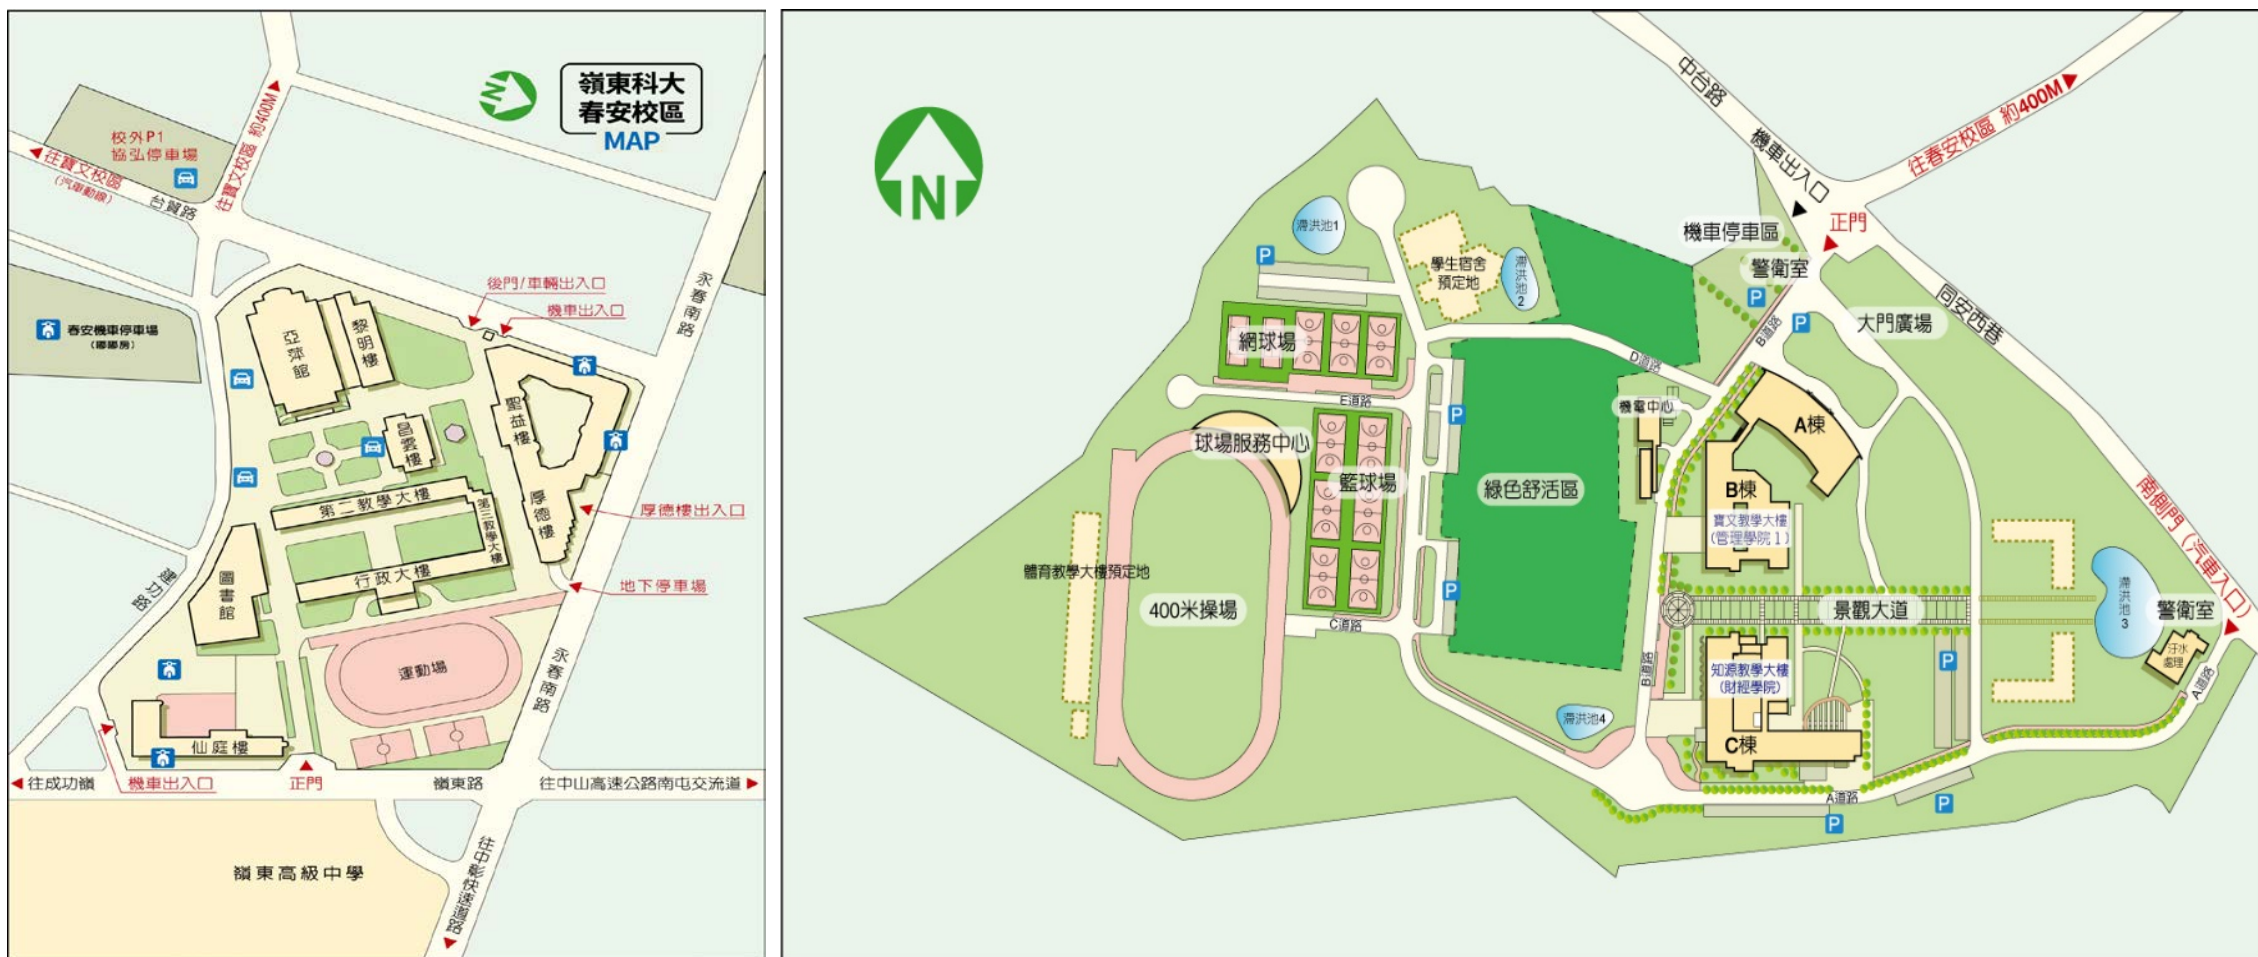 嶺東科大
春安校區
MAP
N
校外P1
協弘停車場
往寶文校區 約400M
往寶文校區
(汽車動線)
台貿路
永春南路
後門/車輛出入口
機車出入口
春安機車停車場
亞萍館
黎明樓
聖益樓
昌雲樓
第二教學大樓
第三教學大樓
厚德樓
厚德樓出入口
圖書館
行政大樓
地下停車場
建功路
運動場
永春南路
仙庭樓
往成功嶺
機車出入口
正門
嶺東路
往中山高速公路南屯交流道
嶺東高級中學
往中彰快速道路
N
中台路
機車出入口
往春安校區 約400M
正門
機車停車區
警衛室
P
P
大門廣場
同安西巷
滯洪池1
P
學生宿舍
預定地
滯洪池2
網球場
D道路
B道路
E道路
P
機電中心
A棟
球場服務中心
籃球場
綠色舒活區
B棟
寶文教學大樓
(管理學院1)
南側門(汽車入口)
體育教學大樓預定地
400米操場
P
C道路
景觀大道
滯洪池3
警衛室
汙水
處理
B道路
知源教學大樓
(財經學院)
P
A道路
滯洪池4
C棟
A道路
P
P